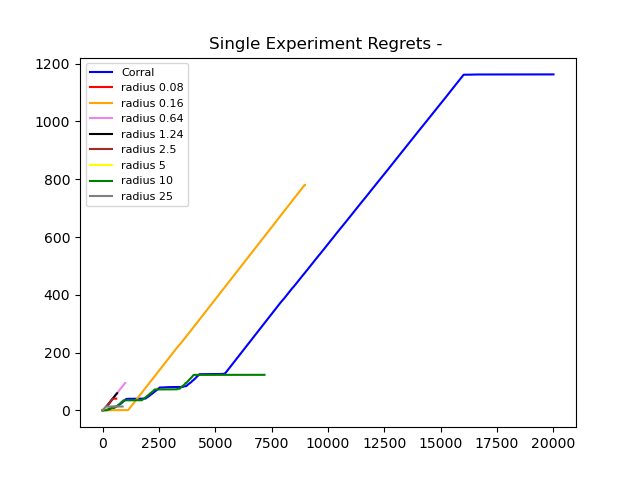 Single Experiment Regrets -
1200
1000
800
600
400
200
0
Corral
radius 0.08
radius 0.16
radius 0.64
radius 1.24
radius 2.5
radius 5
radius 10
radius 25
0 2500 5000 7500 10000 12500 15000 17500 20000